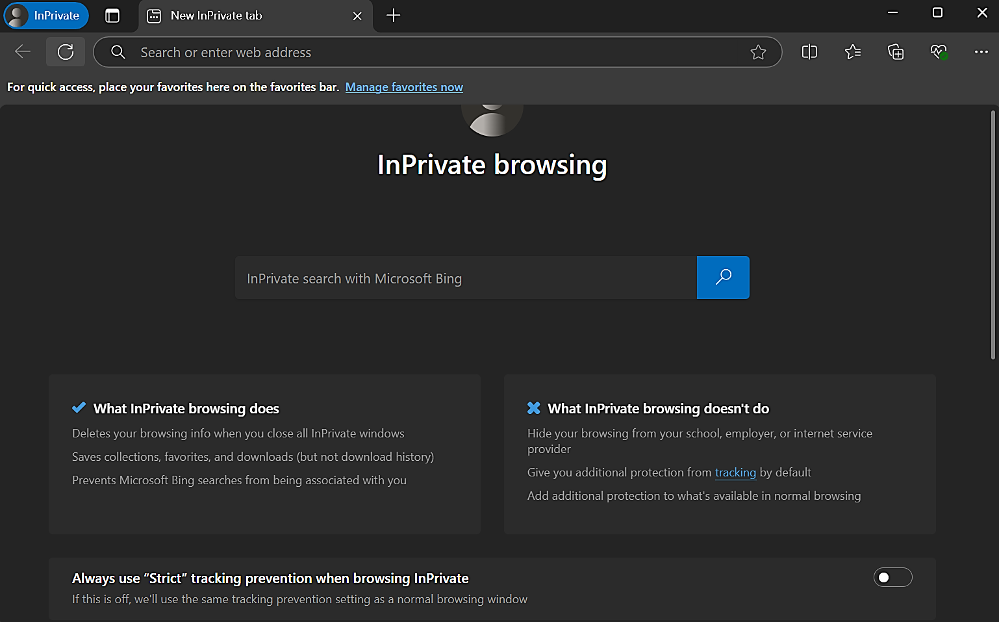 InPrivate
New InPrivate tab
Search or enter web address
For quick access, place your favorites here on the favorites bar. Manage favorites now
InPrivate browsing
InPrivate search with Microsoft Bing
What InPrivate browsing does
Deletes your browsing info when you close all InPrivate windows
Saves collections, favorites, and downloads (but not download history)
Prevents Microsoft Bing searches from being associated with you
What InPrivate browsing doesn't do
Hide your browsing from your school, employer, or internet service
provider
Give you additional protection from tracking by default
Add additional protection to what's available in normal browsing
Always use “Strict” tracking prevention when browsing InPrivate
If this is off, we'll use the same tracking prevention setting as a normal browsing window